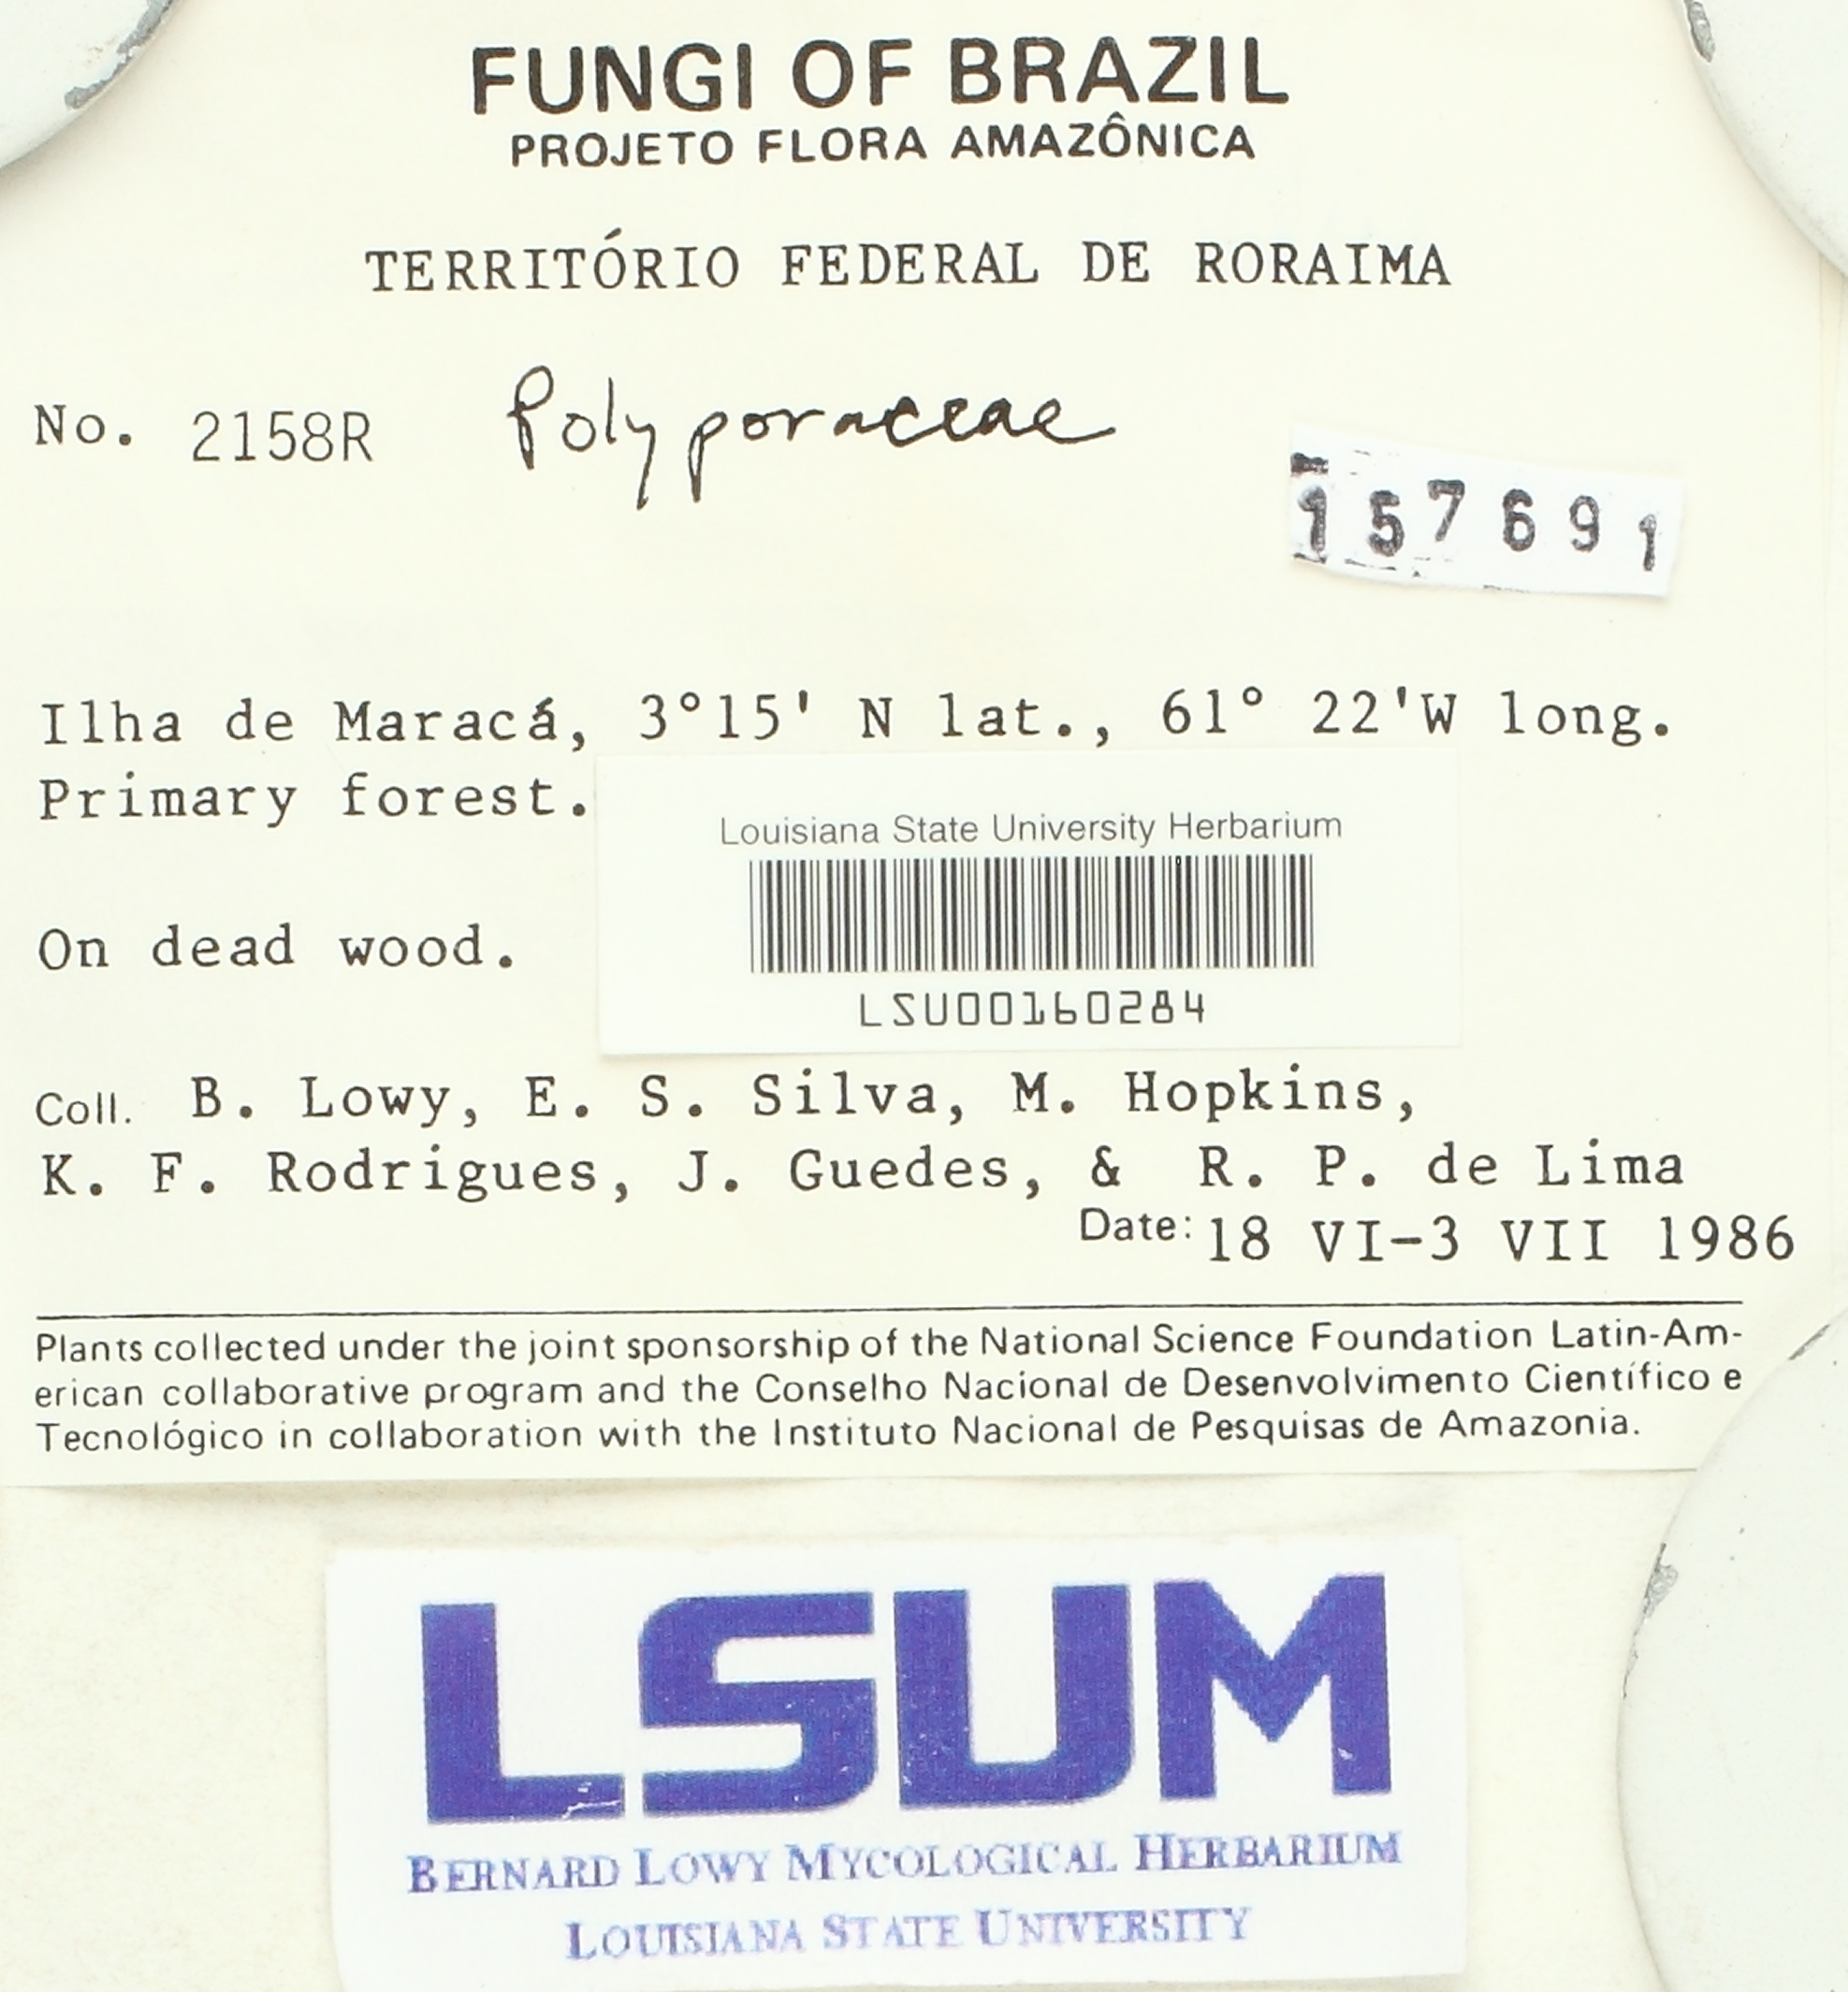 FUNGI OF BRAZIL
PROJETO FLORA AMAZÔNICA
TERRITÓRIO FEDERAL DE RORAIMA
No. 2158R Polyporaceae
157691
Ilha de Maracá, 3°15' N lat., 61° 22'W long.
Primary forest.
Louisiana State University Herbarium
On dead wood.
LSU00160284
Coll. B. Lowy, E. S. Silva, M. Hopkins,
K. F. Rodrigues, J. Guedes, & R. P. de Lima
Date: 18 VI-3 VII 1986
Plants collected under the joint sponsorship of the National Science Foundation Latin-Am-
erican collaborative program and the Conselho Nacional de Desenvolvimento Científico e
Tecnológico in collaboration with the Instituto Nacional de Pesquisas de Amazonia.
LSUM
BERNARD LOWY MYCOLOGICAL HERBARIUM
LOUISIANA STATE UNIVERSITY